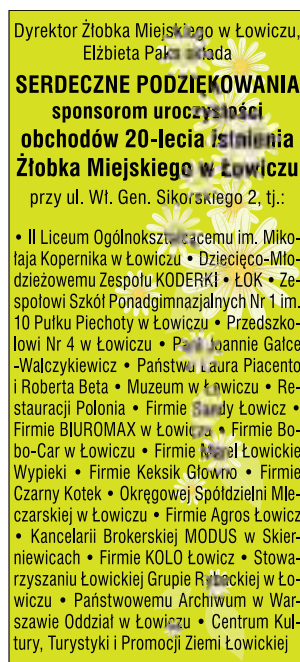 Dyrektor Żłobka Miejskiego w Łowiczu,
Elżbieta Paks składa
SERDECZNE PODZIĘKOWANIA
sponsorom uroczystości
obchodów 20-lecia istnienia
Żłobka Miejskiego w Łowiczu
przy ul. Wł. Gen. Sikorskiego 2, tj.:
• II Liceum Ogólnokształcącemu im. Miko-
łaja Kopernika w Łowiczu • Dziecięco-Mło-
dzieżowemu Zespołu KODERKI • ŁOK • Ze-
społowi Szkół Ponadgimnazjalnych Nr 1 im.
10 Pułku Piechoty w Łowiczu • Przedszko-
lowi Nr 4 w Łowiczu • Pani Joannie Gałce
-Walczykiewicz • Państwu Laura Piacento
i Roberta Beta • Muzeum w Łowiczu • Re-
stauracji Polonia • Firmie Łowicz •
Firmie BIUROMAX w Łowiczu • Firmie Bo-
bo-Car w Łowiczu • Firmie Łowickie
Wypieki • Firmie Keksik Głowno • Firmie
Czarny Kotek • Okręgowej Spółdzielni Mle-
czarskiej w Łowiczu • Firmie Agros Łowicz
• Kancelarii Brokerskiej MODUS w Skier-
niewicach • Firmie KOLO Łowicz • Stowa-
rzyszaniu Łowickiej Grupie Rybackiej w Ło-
wiczu • Państwowemu Archiwum w War-
szawie Oddział w Łowiczu • Centrum Kul-
tury, Turystyki i Promocji Ziemi Łowickiej